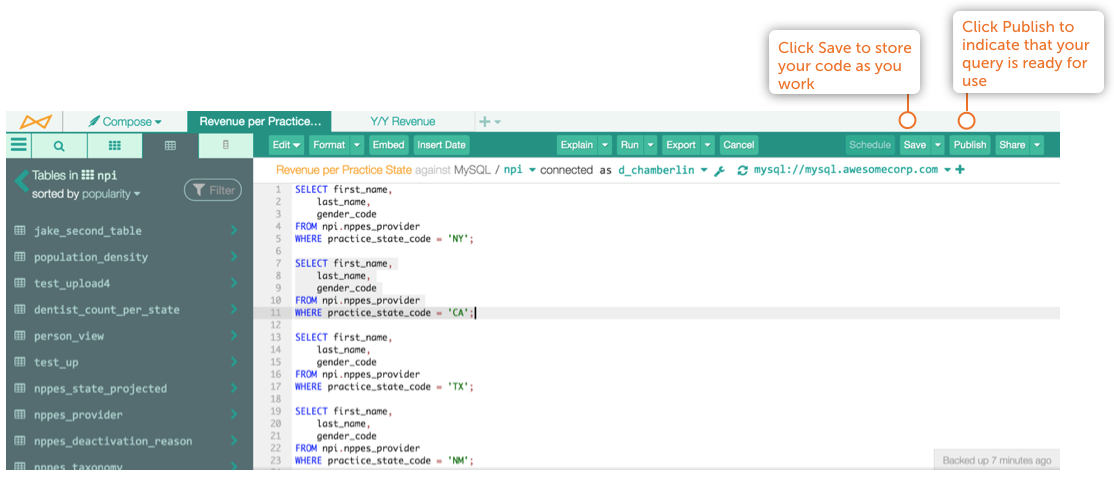 Click Publish to
indicate that your
query is ready for
use
Click Save to store
your code as you
work
Compose
Revenue per Practice...
Y/Y Revenue
Edit Format Embed Insert Date Explain Run Export Cancel Schedule Save Publish Share
Tables in npi
sorted by popularity
Filter
Revenue per Practice State against MySQL / npi connected as d_chamberlin mysql://mysql.awesomecorp.com
jake_second_table
population_density
test_upload4
dentist_count_per_state
person_view
test_up
nppes_state_projected
nppes_provider
nppes_deactivation_reason
nppes_taxonomy
1 SELECT first_name,
2 last_name,
3 gender_code
4 FROM npi.nppes_provider
5 WHERE practice_state_code = 'NY';
6
7 SELECT first_name,
8 last_name,
9 gender_code
10 FROM npi.nppes_provider
11 WHERE practice_state_code = 'CA';
12
13 SELECT first_name,
14 last_name,
15 gender_code
16 FROM npi.nppes_provider
17 WHERE practice_state_code = 'TX';
18
19 SELECT first_name,
20 last_name,
21 gender_code
22 FROM npi.nppes_provider
23 WHERE practice_state_code = 'NM';
Backed up 7 minutes ago